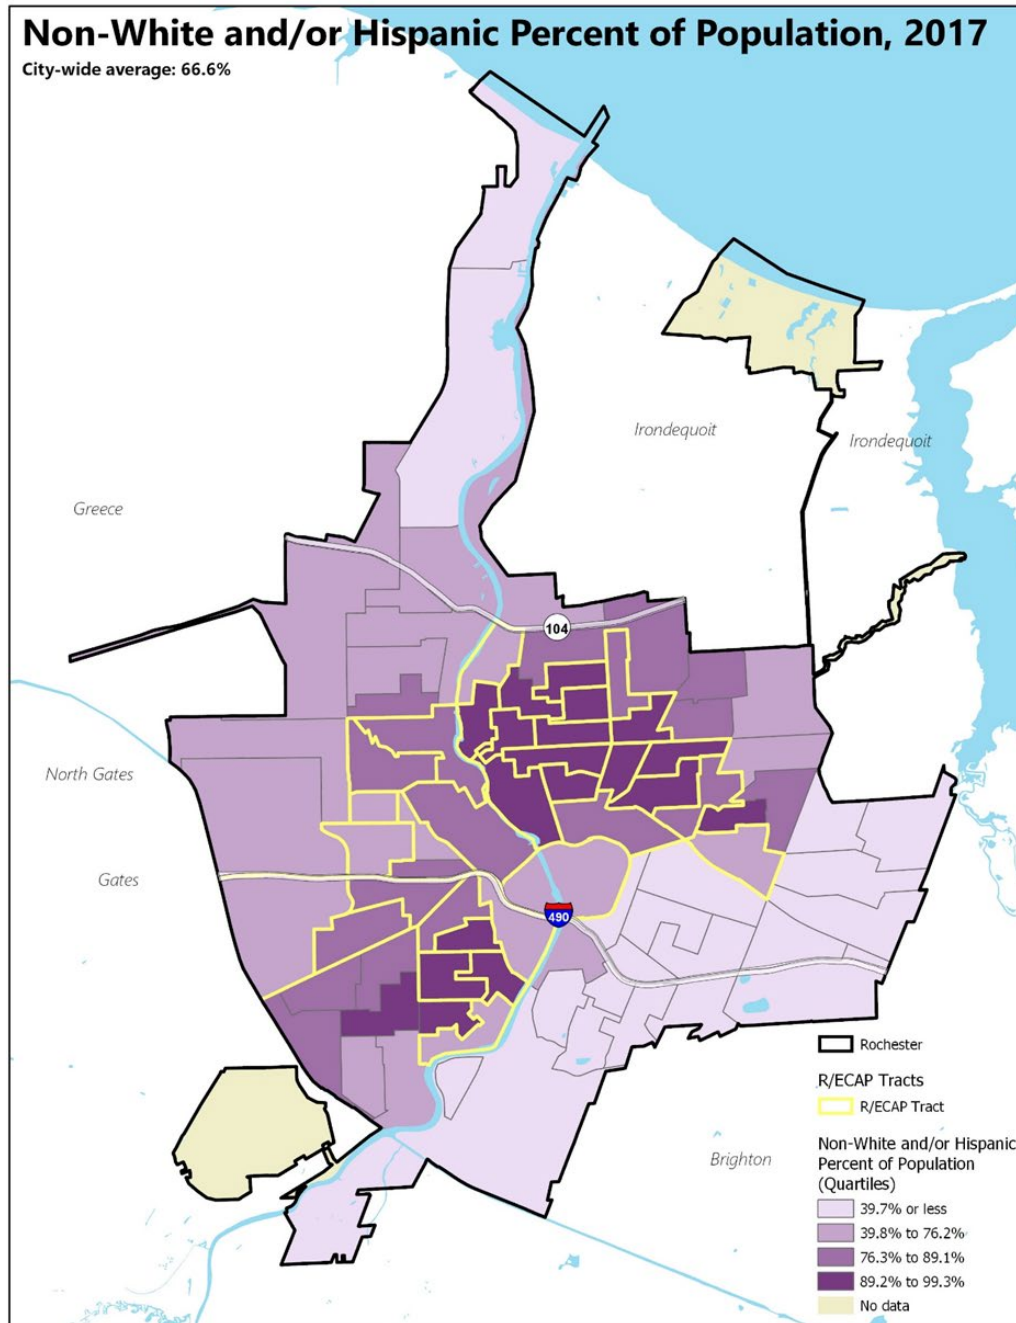 Non-White and/or Hispanic Percent of Population, 2017
City-wide average: 66.6%
Irondequoit
Irondequoit
Greece
104
North Gates
Gates
490
Brighton
Rochester
R/ECAP Tracts
R/ECAP Tract
Non-White and/or Hispanic
Percent of Population
(Quartiles)
39.7% or less
39.8% to 76.2%
76.3% to 89.1%
89.2% to 99.3%
No data